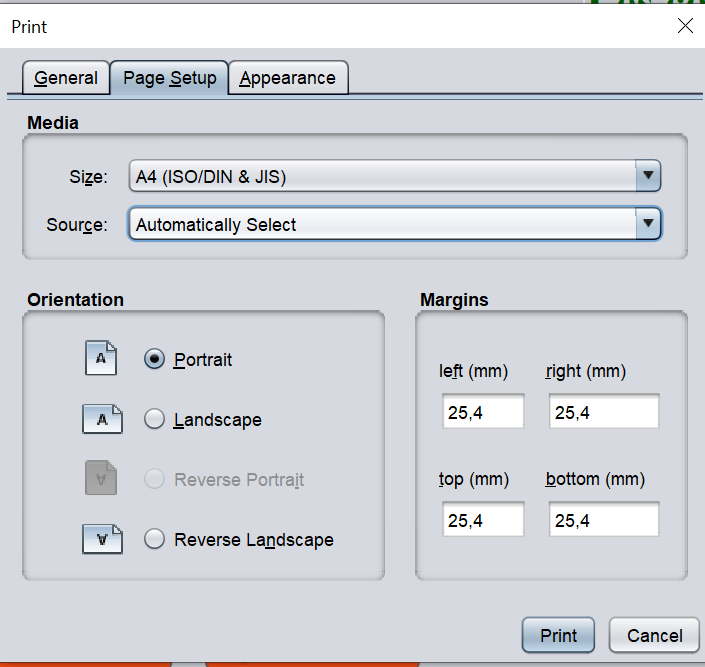 Print
General Page Setup Appearance
Media
Size: A4 (ISO/DIN & JIS)
Source: Automatically Select
Orientation
A Portrait
A Landscape
A Reverse Portrait
A Reverse Landscape
Margins
left (mm) right (mm)
25,4 25,4
top (mm) bottom (mm)
25,4 25,4
Print Cancel